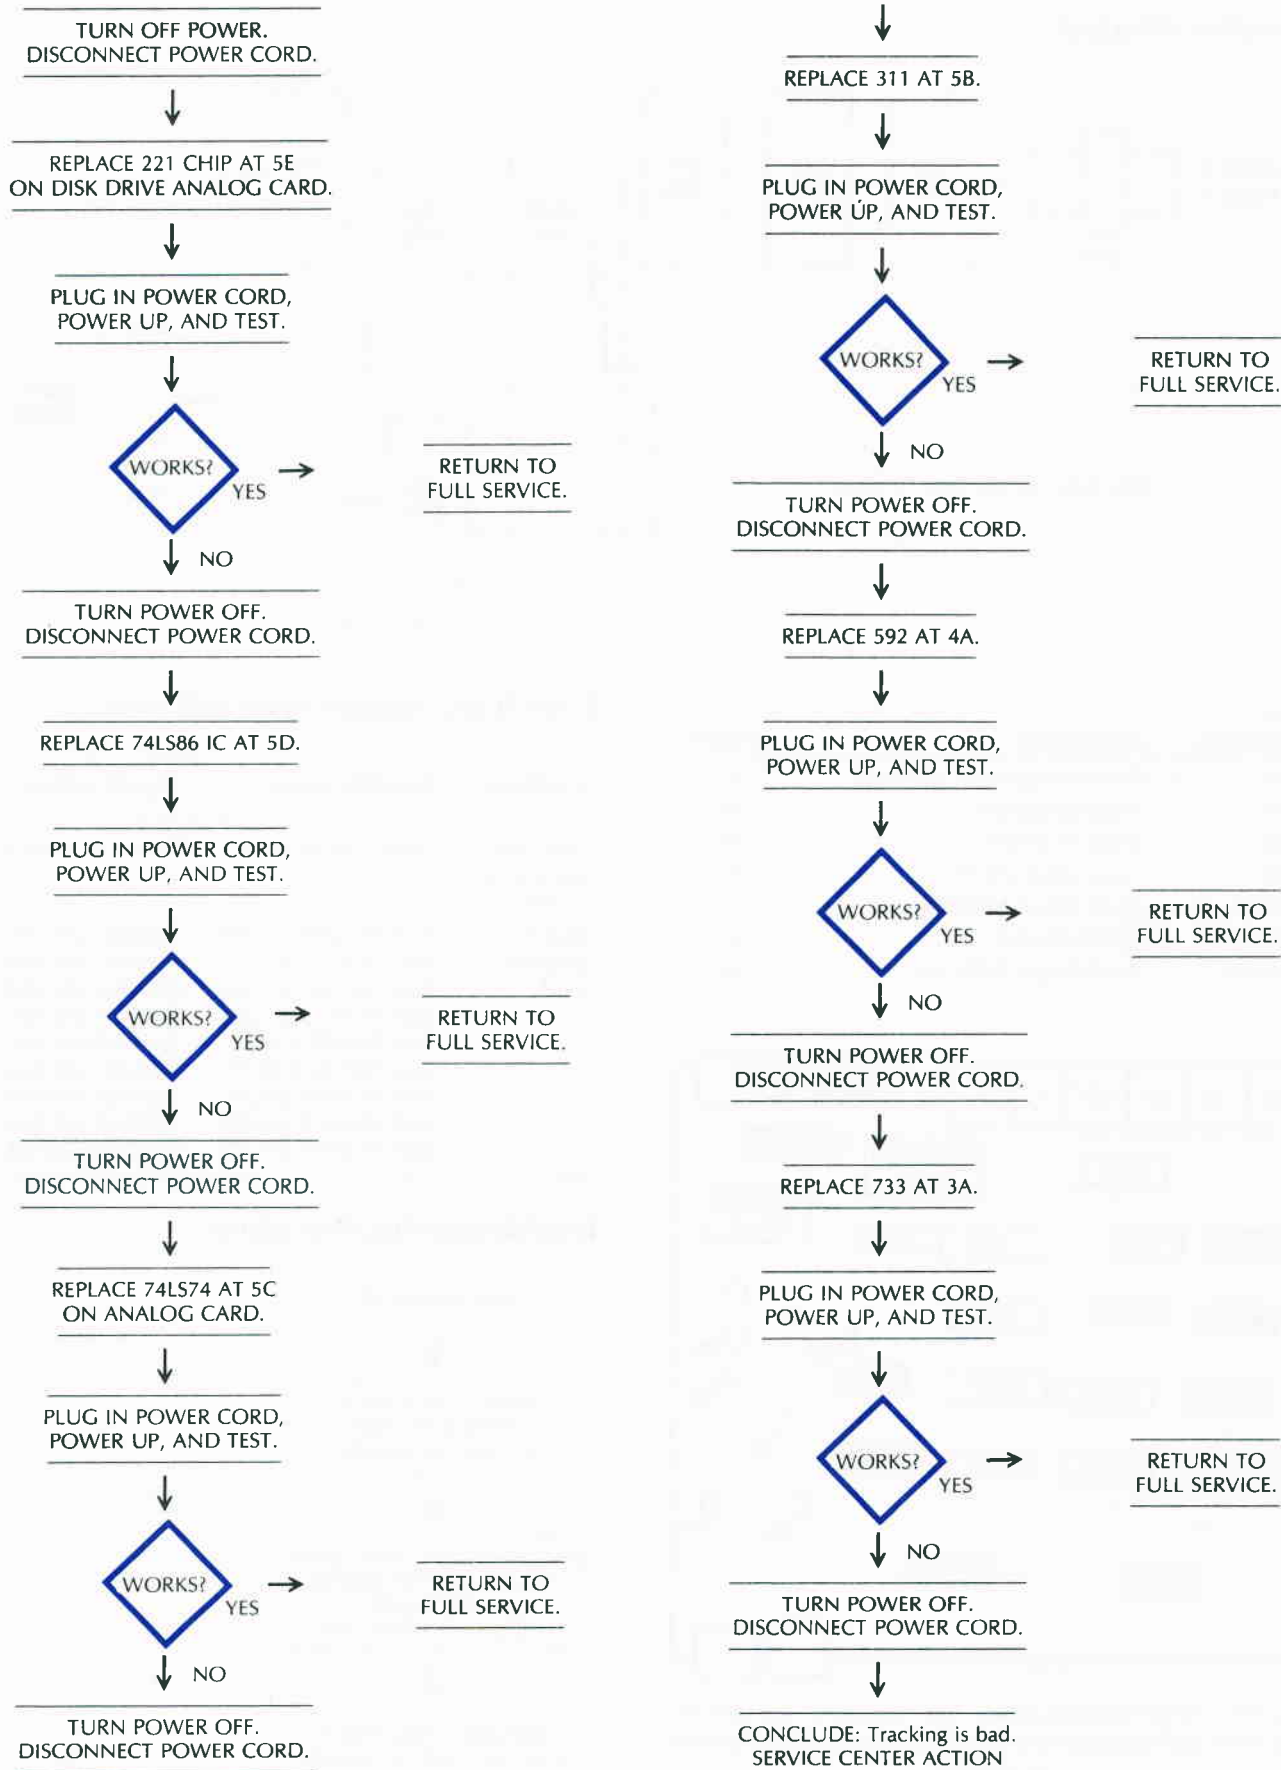 TURN OFF POWER.
DISCONNECT POWER CORD.
REPLACE 221 CHIP AT 5E
ON DISK DRIVE ANALOG CARD.
PLUG IN POWER CORD,
POWER UP, AND TEST.
WORKS?
YES
RETURN TO
FULL SERVICE.
NO
TURN POWER OFF.
DISCONNECT POWER CORD.
REPLACE 74LS86 IC AT 5D.
PLUG IN POWER CORD,
POWER UP, AND TEST.
WORKS?
YES
RETURN TO
FULL SERVICE.
NO
TURN POWER OFF.
DISCONNECT POWER CORD.
REPLACE 74LS74 AT 5C
ON ANALOG CARD.
PLUG IN POWER CORD,
POWER UP, AND TEST.
WORKS?
YES
RETURN TO
FULL SERVICE.
NO
TURN POWER OFF.
DISCONNECT POWER CORD.
REPLACE 311 AT 5B.
PLUG IN POWER CORD,
POWER UP, AND TEST.
WORKS?
YES
RETURN TO
FULL SERVICE.
NO
TURN POWER OFF.
DISCONNECT POWER CORD.
REPLACE 592 AT 4A.
PLUG IN POWER CORD,
POWER UP, AND TEST.
WORKS?
YES
RETURN TO
FULL SERVICE.
NO
TURN POWER OFF.
DISCONNECT POWER CORD.
REPLACE 733 AT 3A.
PLUG IN POWER CORD,
POWER UP, AND TEST.
WORKS?
YES
RETURN TO
FULL SERVICE.
NO
TURN POWER OFF.
DISCONNECT POWER CORD.
CONCLUDE: Tracking is bad.
SERVICE CENTER ACTION